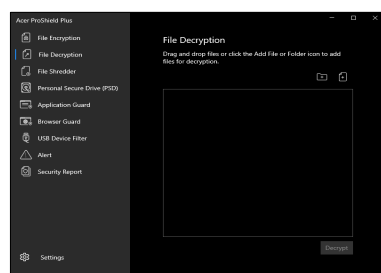 Acer ProShield Plus
File Encryption
File Decryption
File Shredder
Personal Secure Drive (PSD)
Application Guard
Browser Guard
USB Device Filter
Alert
Security Report
Settings
File Decryption
Drag and drop files or click the Add File or Folder icon to add
files for decryption.
Decrypt